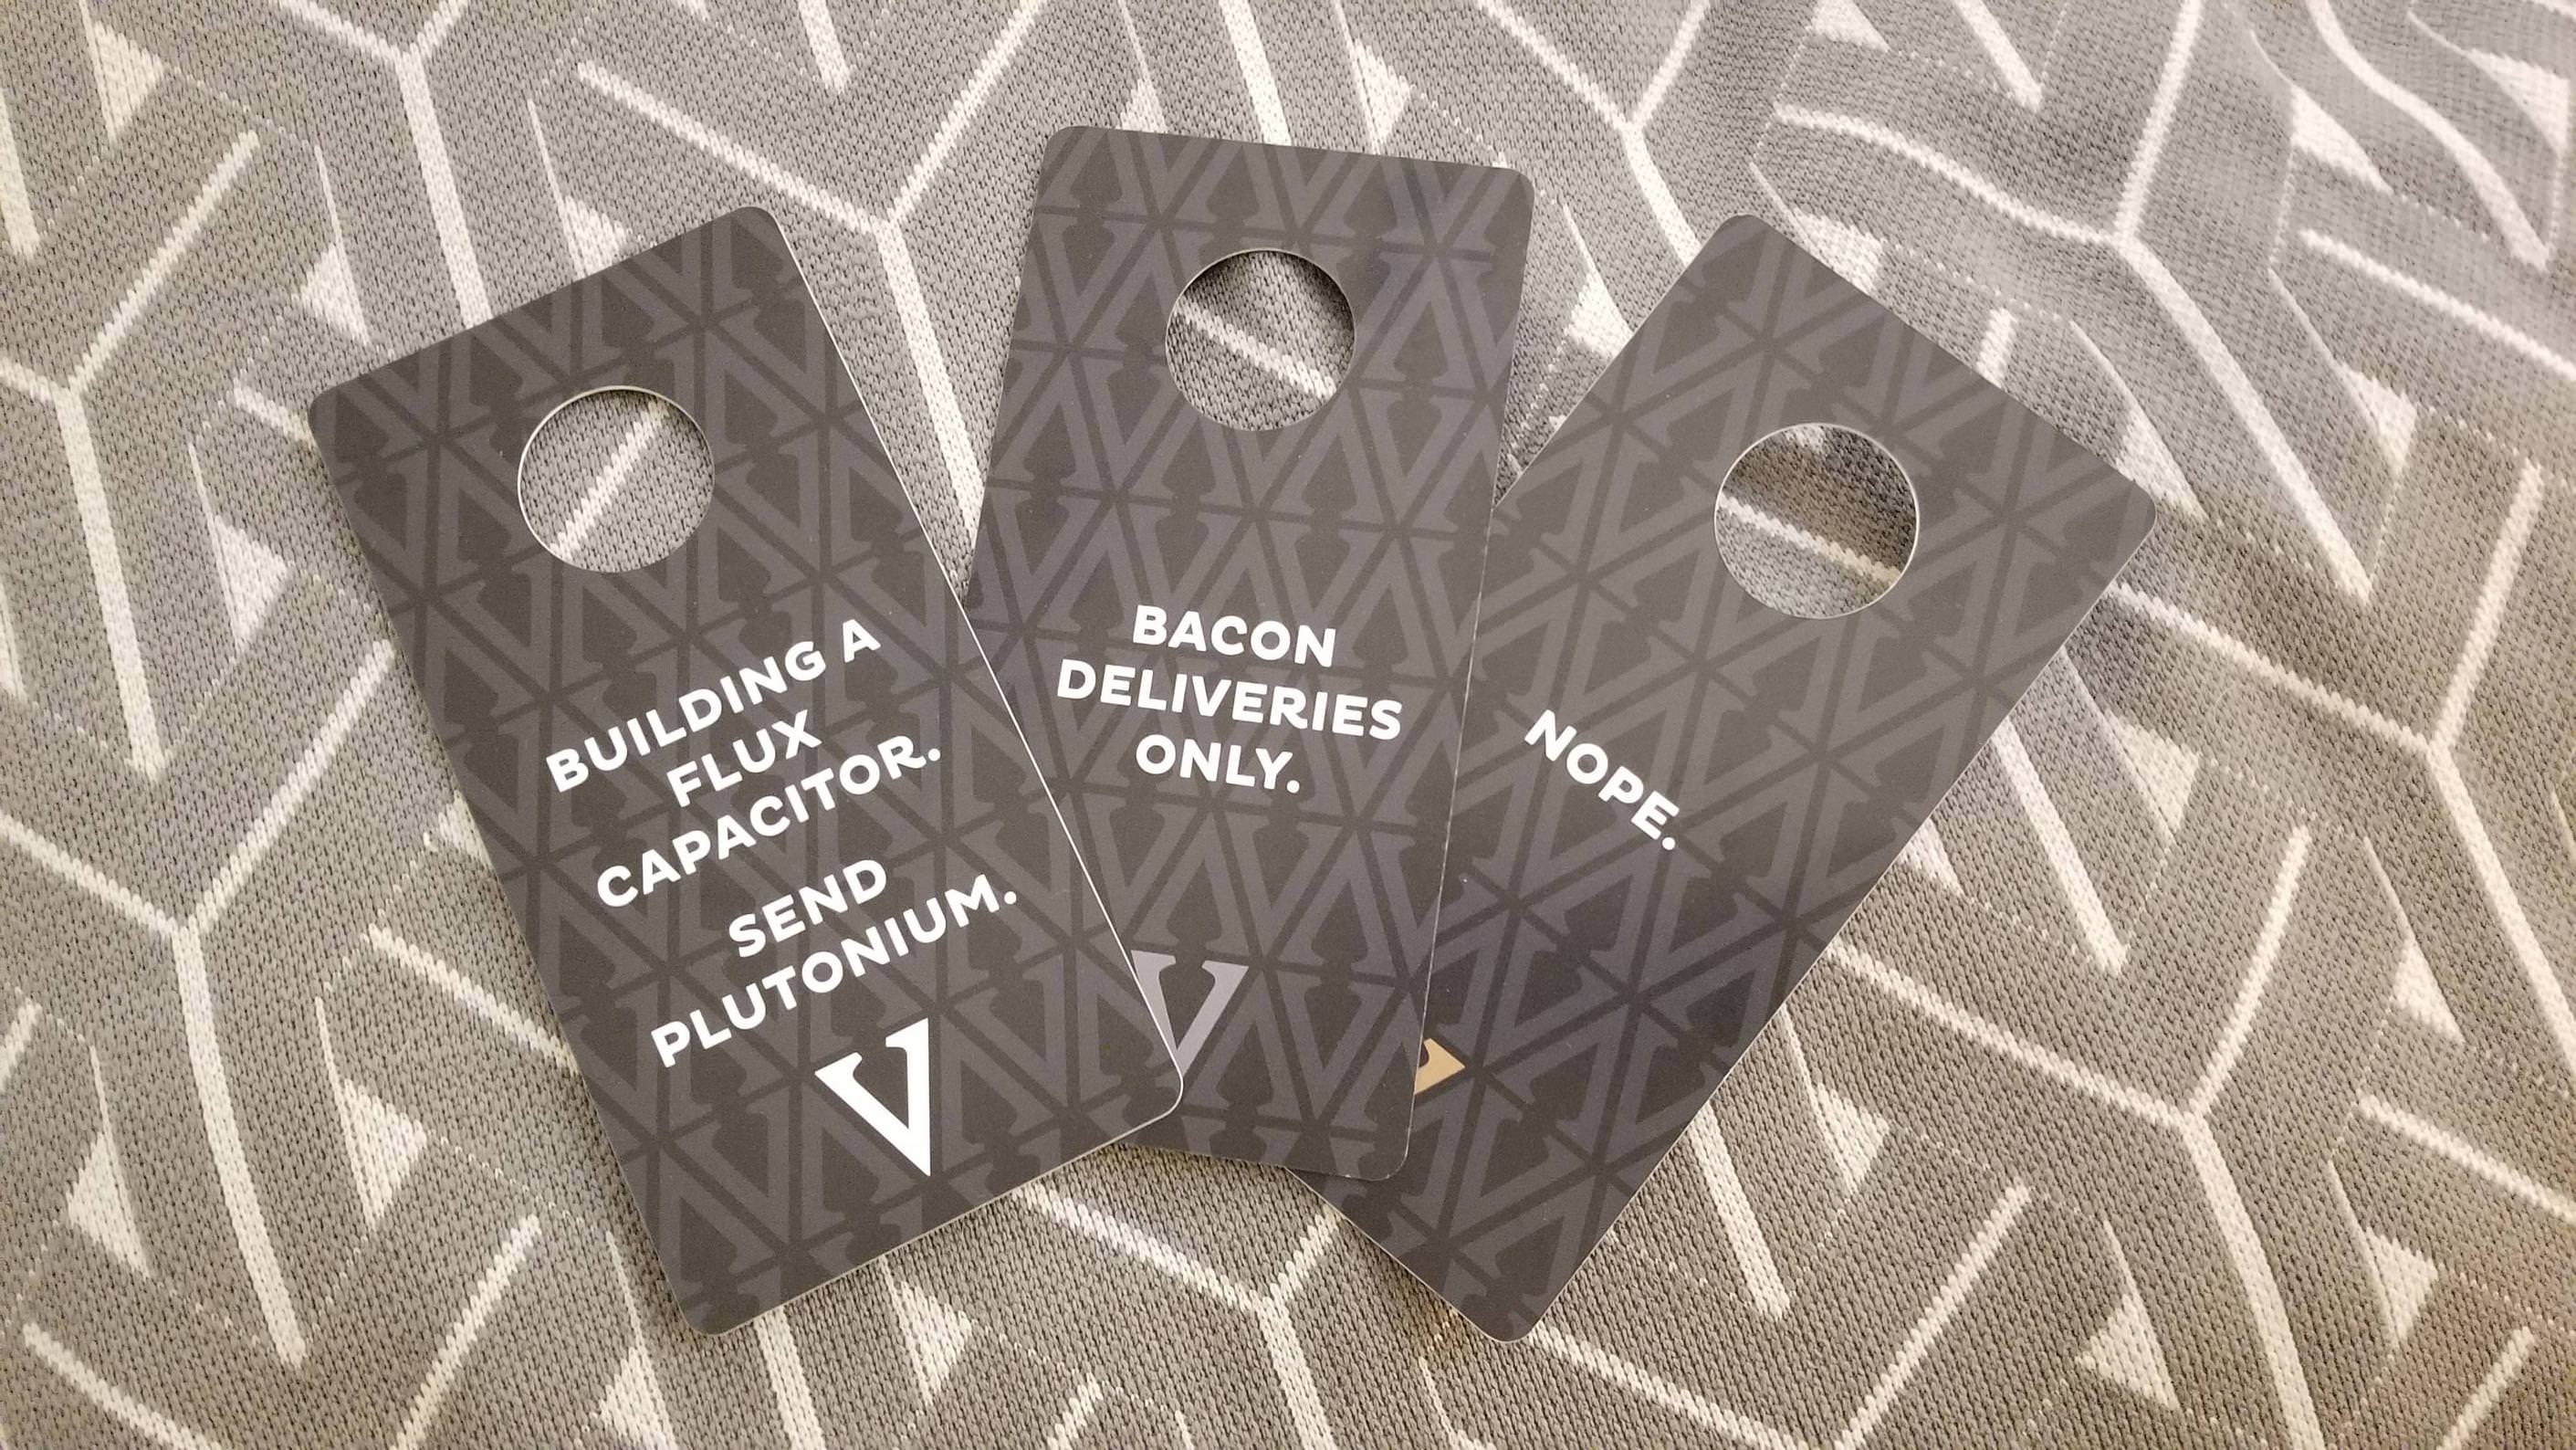 BUILDING A
FLUX
CAPACITOR.
SEND
PLUTONIUM.
V
BACON
DELIVERIES
ONLY.
V
NOPE.